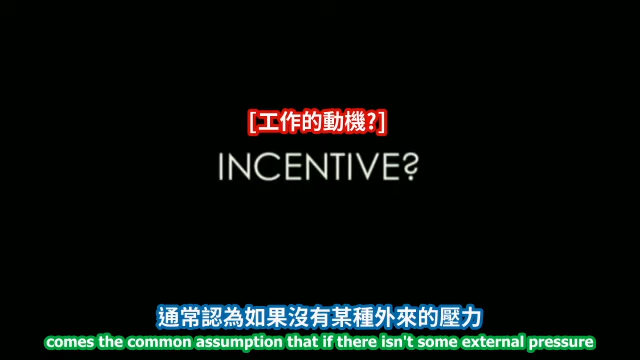 [工作的動機?]
INCENTIVE?
通常認為如果沒有某種外來的壓力
comes the common assumption that if there isn't some external pressure